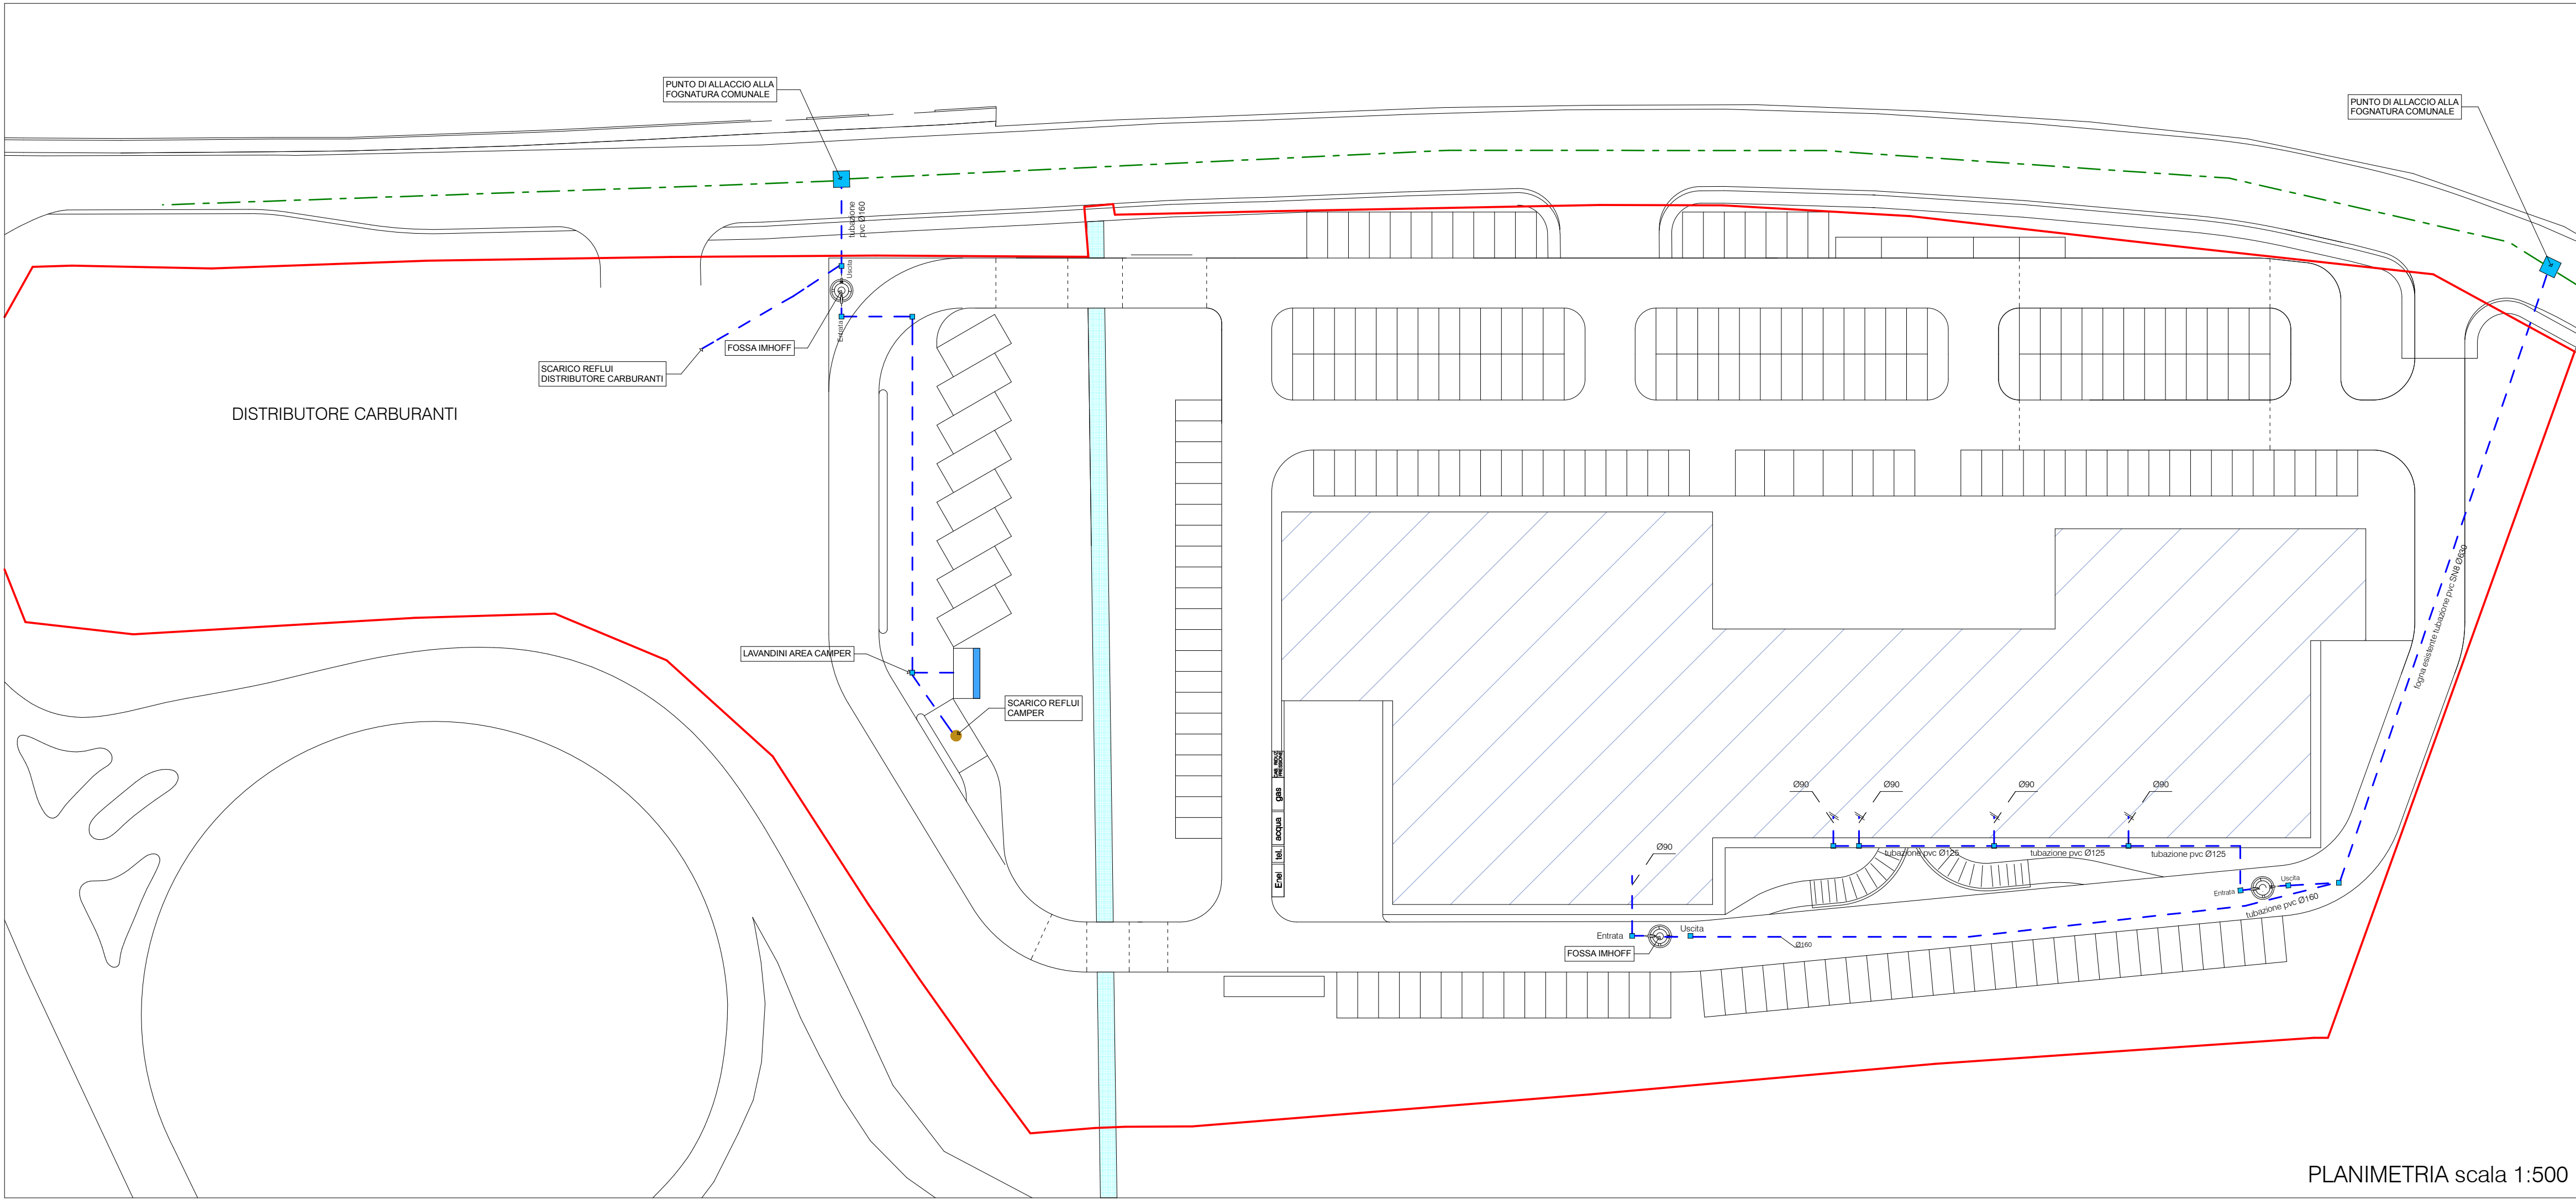 PUNTO DI ALLACCIO ALLA
FOGNATURA COMUNALE
PUNTO DI ALLACCIO ALLA
FOGNATURA COMUNALE
tubazione
pvc Ø160
Uscita
Entrata
FOSSA IMHOFF
SCARICO REFLUI
DISTRIBUTORE CARBURANTI
DISTRIBUTORE CARBURANTI
fogna esistente tubazione pvc SN8 Ø630
LAVANDINI AREA CAMPER
SCARICO REFLUI
CAMPER
gas
acqua
tel.
Enel
Ø90
Ø90
Ø90
Ø90
Ø90
tubazione pvc Ø125
tubazione pvc Ø125
tubazione pvc Ø125
Entrata
Uscita
tubazione pvc Ø160
Entrata
Uscita
Ø160
FOSSA IMHOFF
PLANIMETRIA scala 1:500